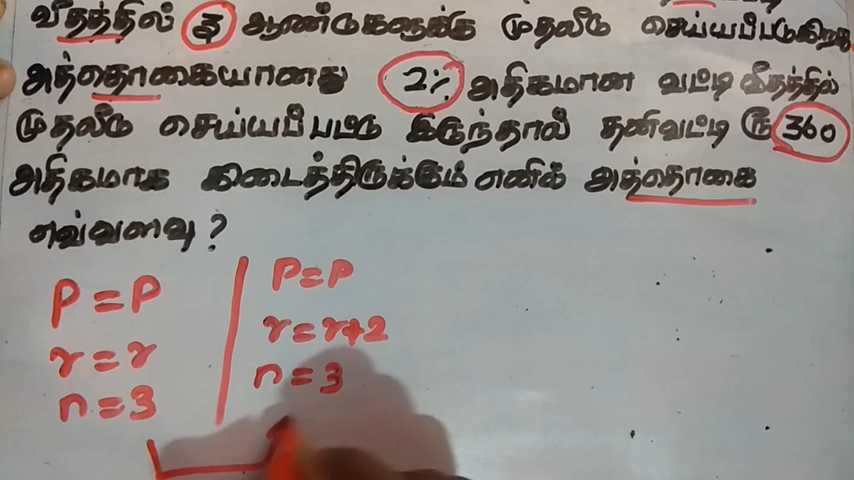 வீதத்தில் 3 ஆண்டுகளுக்கு முதலீடு செய்யப்படுகிறது
அத்தொகையானது 2% அதிகமான வட்டி வீதத்தில்
முதலீடு செய்யப்பட்டு இருந்தால் தனிவட்டி ரூ 360
அதிகமாக கிடைத்திருக்கும் எனில் அத்தொகை
எவ்வளவு?
P=P
r=r
n=3
P=P
r=r+2
n=3